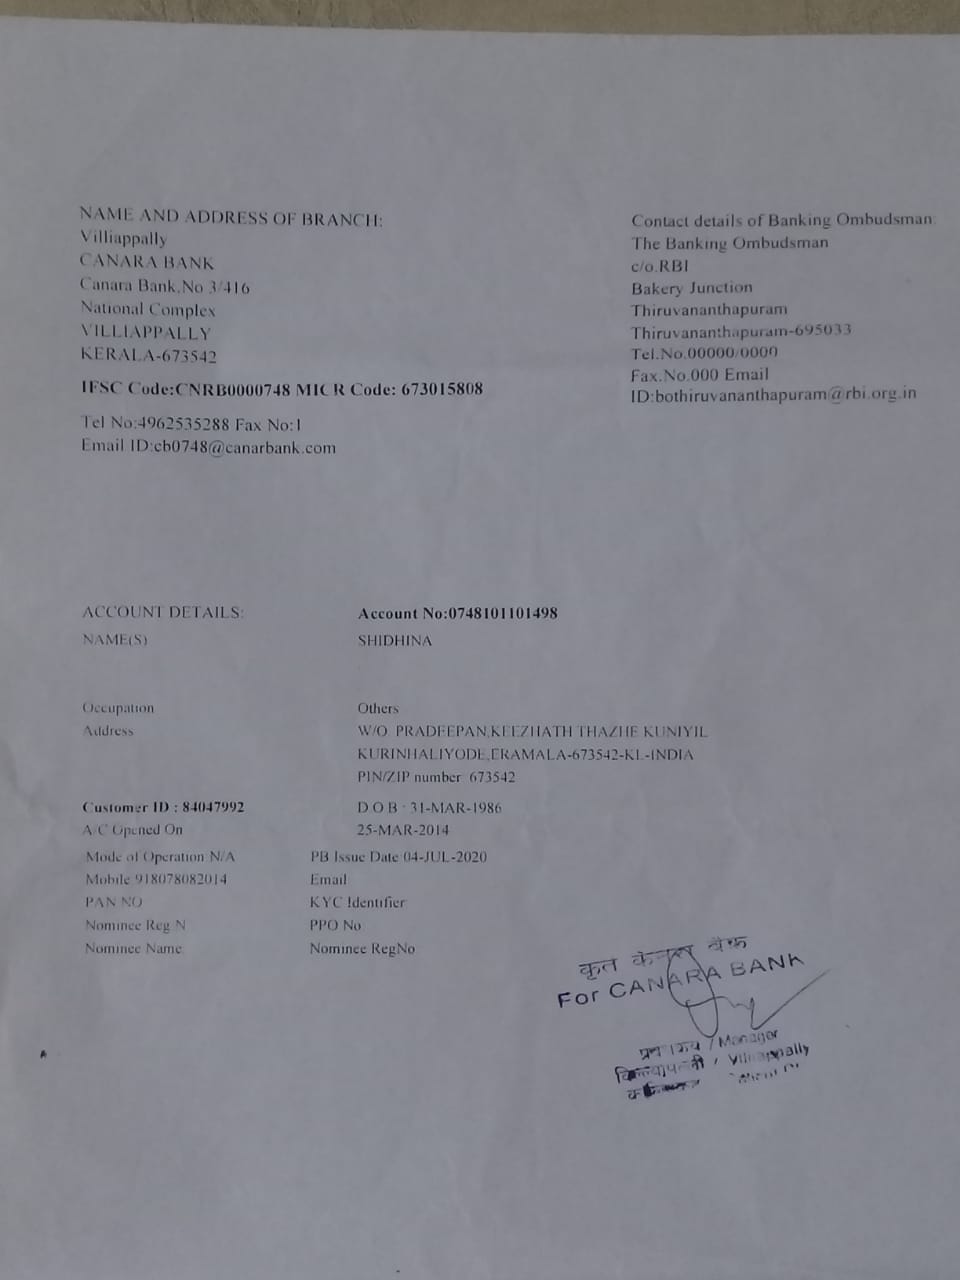 NAME AND ADDRESS OF BRANCH:
Villiappally
CANARA BANK
Canara Bank,No 3/416
National Complex
VILLIAPPALLY
KERALA-673542
IFSC Code:CNRB0000748 MICR Code: 673015808
Tel No:4962535288 Fax No:1
Email ID:cb0748@canarbank.com
Contact details of Banking Ombudsman
The Banking Ombudsman
c/o.RBI
Bakery Junction
Thiruvananthapuram
Thiruvananthapuram-695033
Tel.No.00000/0000
Fax.No.000 Email
ID:bothiruvananthapuram@rbi.org.in
ACCOUNT DETAILS: Account No:0748101101498
NAME(S) SHIDHINA
Occupation Others
Address W/O PRADEEPAN,KEEZHATH THAZHE KUNIYIL
KURINHALIYODE,ERAMALA-673542-KL-INDIA
PIN/ZIP number 673542
Customer ID : 84047992 D.O.B : 31-MAR-1986
A/C Opened On 25-MAR-2014
Mode of Operation N/A PB Issue Date 04-JUL-2020
Mobile 918078082014 Email
PAN NO KYC Identifier
Nominee Reg N PPO No
Nominee Name Nominee RegNo
कृते केनरा बैंक
For CANARA BANK
/ Manager
/ Villiappally